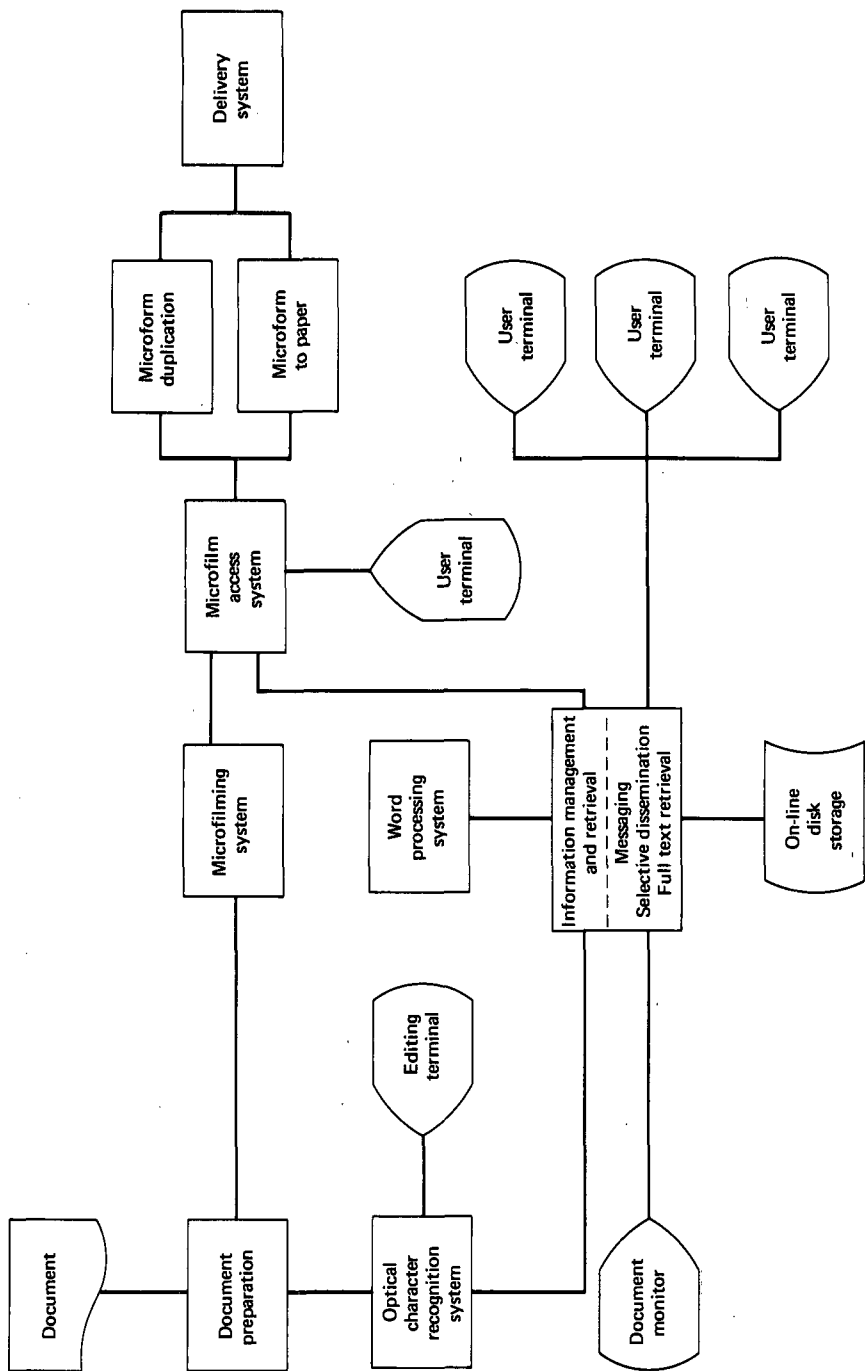 Document
Document
preparation
Microfilming
system
Microfilm
access
system
Microform
duplication
Microform
to paper
Delivery
system
Optical
character
recognition
system
Editing
terminal
Word
processing
system
User
terminal
Document
monitor
Information management
and retrieval
Messaging
Selective dissemination
Full text retrieval
On-line
disk
storage
User
terminal
User
terminal
User
terminal